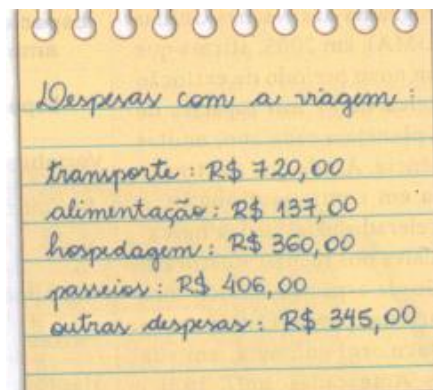 Despesas com a viagem:
transporte: R$ 720,00
alimentação: R$ 137,00
hospedagem: R$ 360,00
passeios: R$ 406,00
outras despesas: R$ 345,00